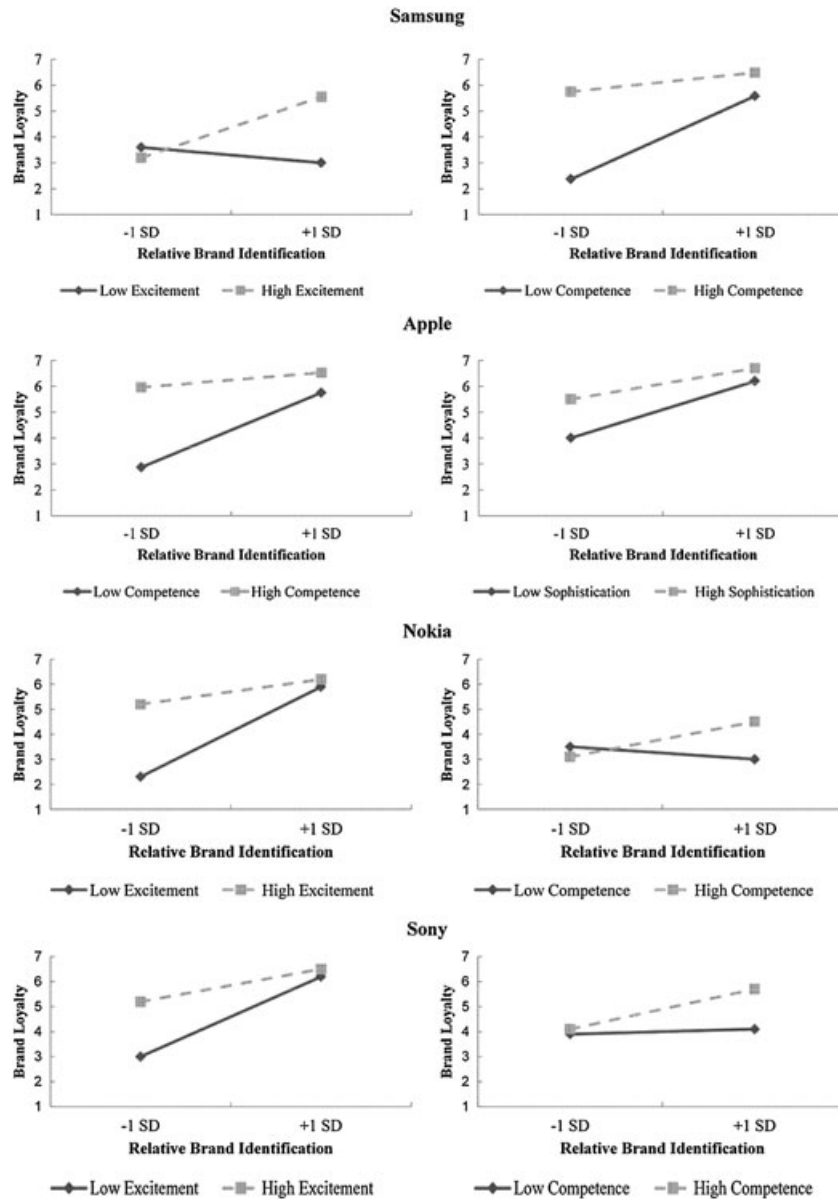 Samsung
Brand Loyalty
7
6
5
4
3
2
1
-1 SD
+1 SD
Relative Brand Identification
Low Excitement
High Excitement
Brand Loyalty
7
6
5
4
3
2
1
-1 SD
+1 SD
Relative Brand Identification
Low Competence
High Competence
Apple
Brand Loyalty
7
6
5
4
3
2
1
-1 SD
+1 SD
Relative Brand Identification
Low Competence
High Competence
Brand Loyalty
7
6
5
4
3
2
1
-1 SD
+1 SD
Relative Brand Identification
Low Sophistication
High Sophistication
Nokia
Brand Loyalty
7
6
5
4
3
2
1
-1 SD
+1 SD
Relative Brand Identification
Low Excitement
High Excitement
Brand Loyalty
7
6
5
4
3
2
1
-1 SD
+1 SD
Relative Brand Identification
Low Competence
High Competence
Sony
Brand Loyalty
7
6
5
4
3
2
1
-1 SD
+1 SD
Relative Brand Identification
Low Excitement
High Excitement
Brand Loyalty
7
6
5
4
3
2
1
-1 SD
+1 SD
Relative Brand Identification
Low Competence
High Competence